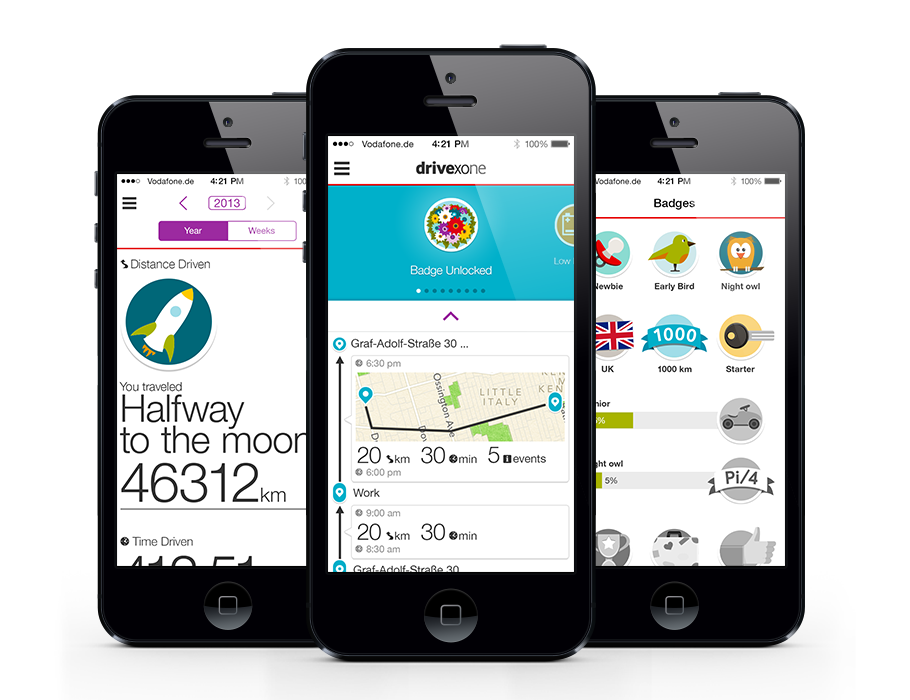 Vodafone.de 4:21 PM 100
2013
Year Weeks
Distance Driven
You traveled
Halfway
to the moon
46312km
Time Driven
Vodafone.de 4:21 PM 100%
drivexone
Badge Unlocked
Low
Graf-Adolf-Straße 30 ...
6:30 pm
Ossington Ave
LITTLE
ITALY
20 km 30 min 5 events
6:00 pm
Work
9:00 am
20 km 30 min
8:30 am
Graf-Adolf-Straße 30
Vodafone.de 4:21 PM 100%
Badges
Newbie Early Bird Night owl
1000
UK 1000 km Starter
nior
5%
Pi/4